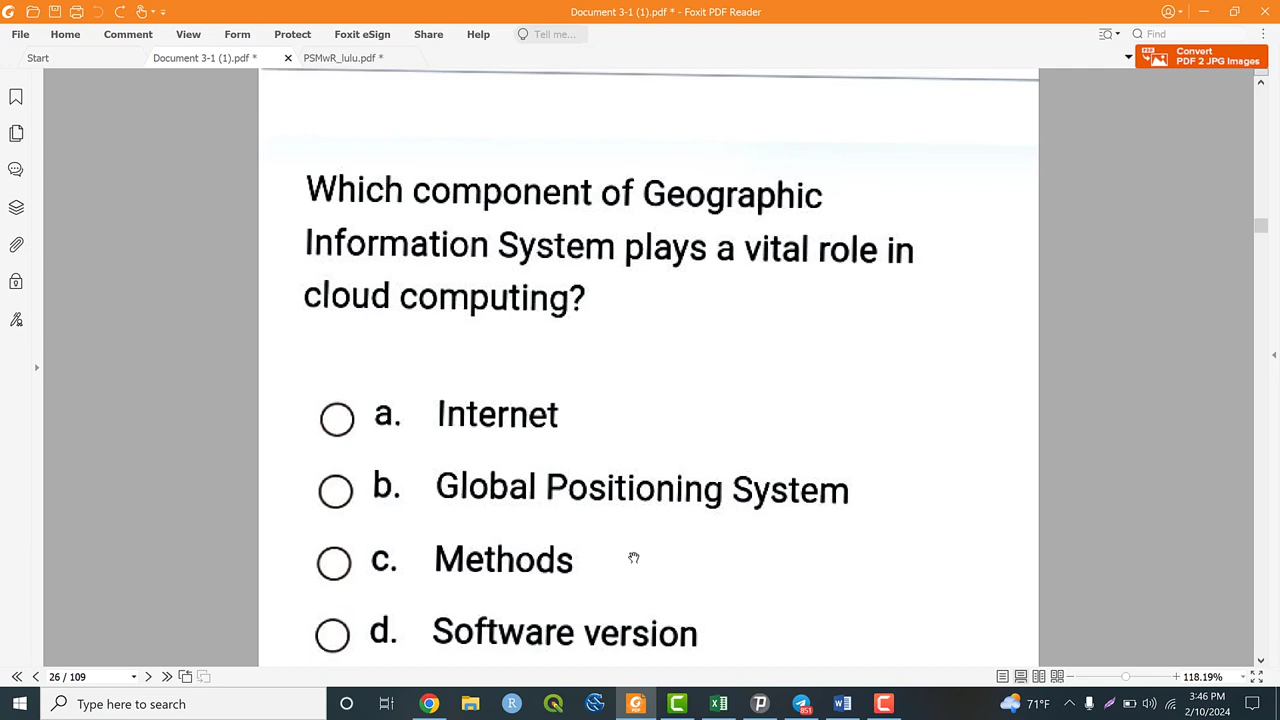 Document 3-1 (1).pdf * - Foxit PDF Reader
File Home Comment View Form Protect Foxit eSign Share Help Tell me... Find
Start Document 3-1 (1).pdf * PSMwR_lulu.pdf *
Convert
PDF 2 JPG Images
Which component of Geographic
Information System plays a vital role in
cloud computing?
a. Internet
b. Global Positioning System
c. Methods
d. Software version
26 / 109
118.19%
Type here to search
851
71°F
3:46 PM
2/10/2024